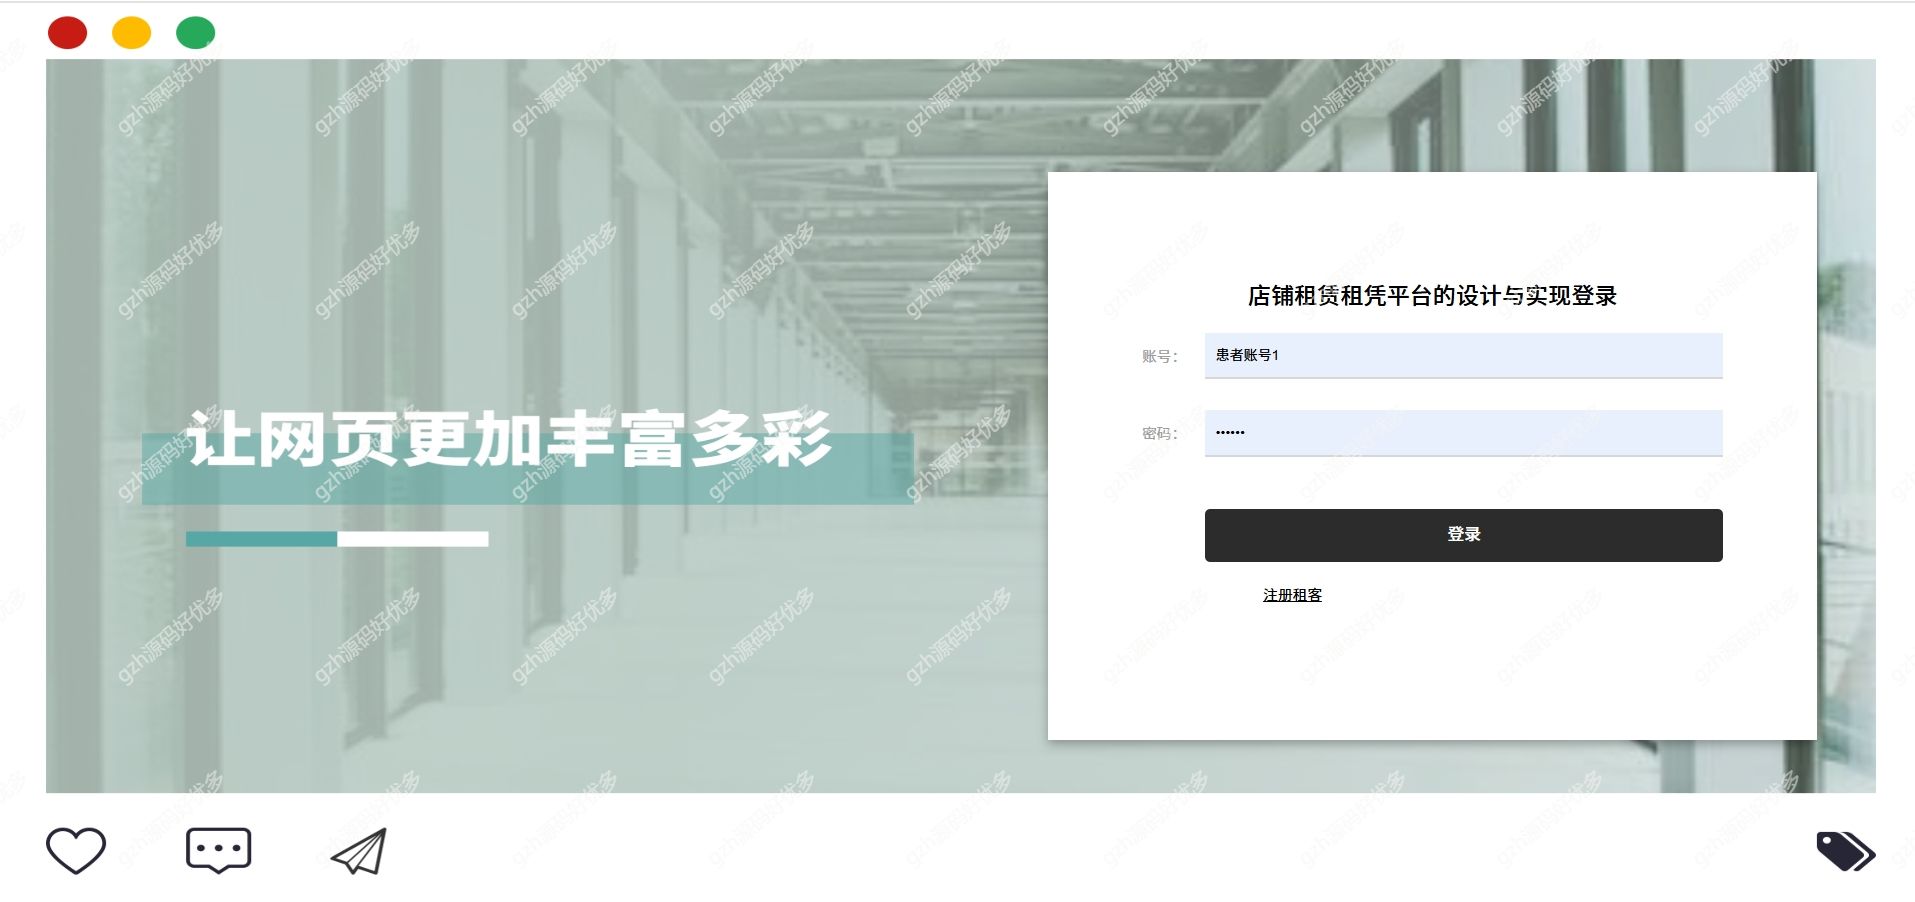 店铺租赁租凭平台的设计与实现登录
账号：
患者账号1
让网页更加丰富多彩
密码：
••••••
登录
注册租客
gzh源码好优多